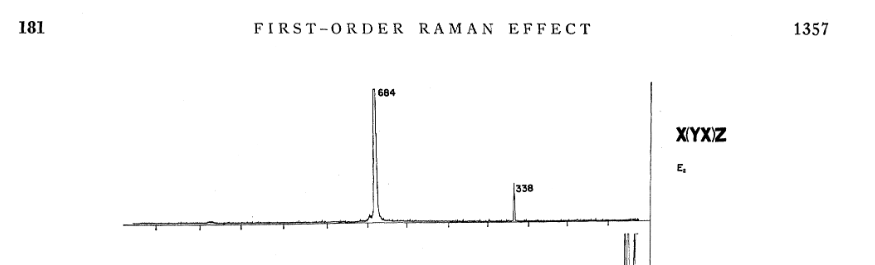 181 FIRST-ORDER RAMAN EFFECT 1357
684
X(YX)Z
E₂
338